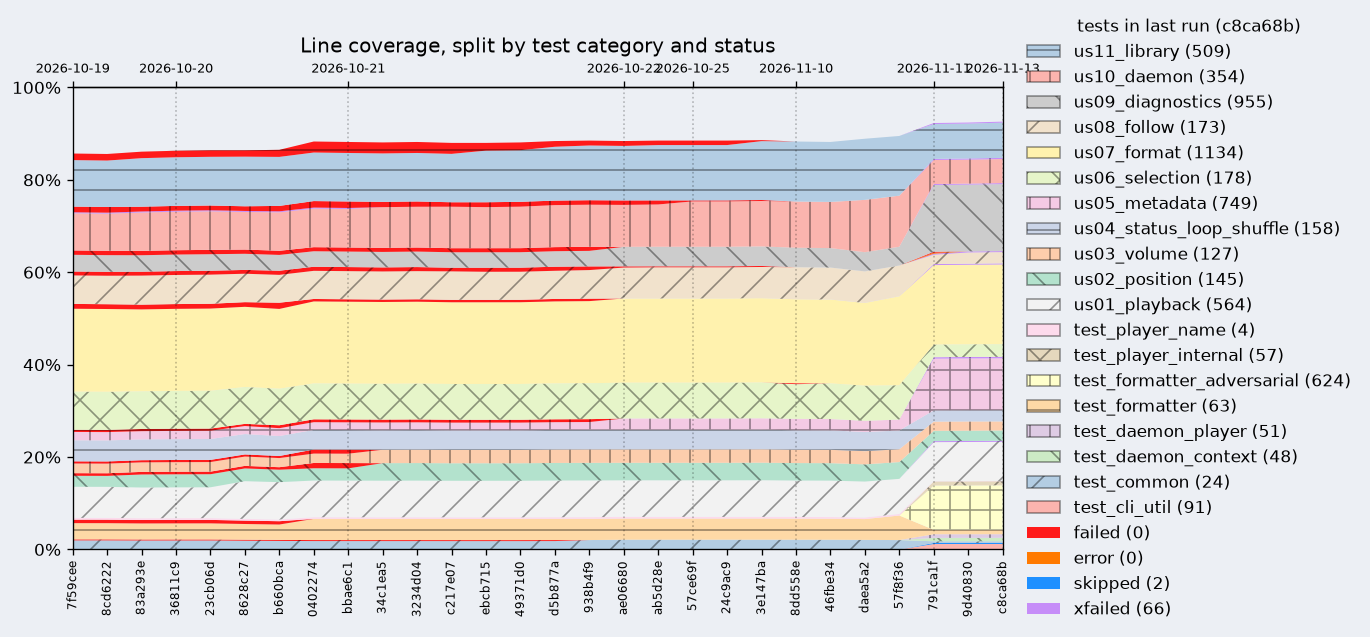 Line coverage, split by test category and status
2026-10-19 2026-10-20 2026-10-21 2026-10-22 2026-10-25 2026-11-10 2026-11-11 2026-11-13
100%
80%
60%
40%
20%
0%
7f59cee
8cd6222
83a293e
36811c9
23cb06d
8628c27
b660bca
0402274
bbae6c1
34c1ea5
3234d04
c217e07
ebcb715
49371d0
d5b877a
938b4f9
ae06680
ab5d28e
57ce69f
24c9ac9
3e147ba
8dd558e
46fbe34
daea5a2
57f8f36
791ca1f
9d40830
c8ca68b
tests in last run (c8ca68b)
us11_library (509)
us10_daemon (354)
us09_diagnostics (955)
us08_follow (173)
us07_format (1134)
us06_selection (178)
us05_metadata (749)
us04_status_loop_shuffle (158)
us03_volume (127)
us02_position (145)
us01_playback (564)
test_player_name (4)
test_player_internal (57)
test_formatter_adversarial (624)
test_formatter (63)
test_daemon_player (51)
test_daemon_context (48)
test_common (24)
test_cli_util (91)
failed (0)
error (0)
skipped (2)
xfailed (66)